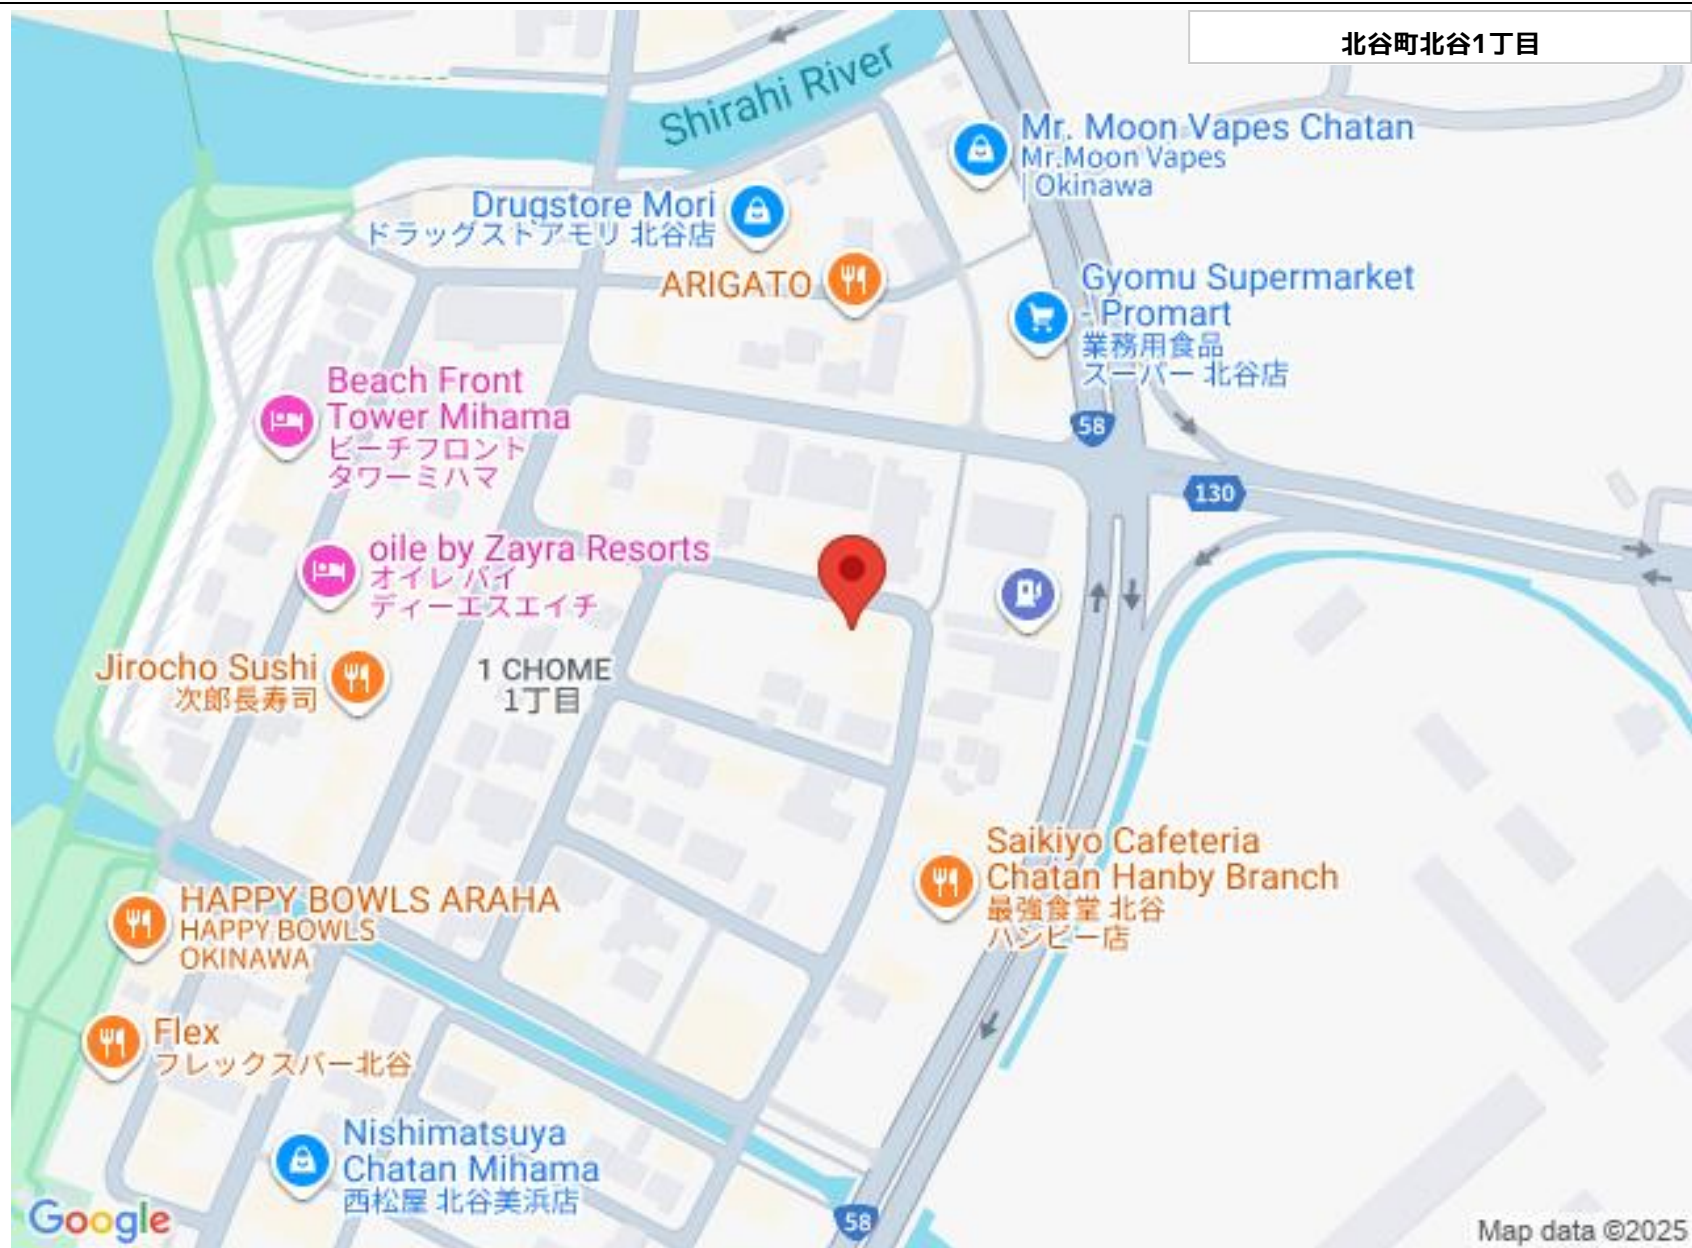 北谷町北谷1丁目
Shirahi River
Mr. Moon Vapes Chatan
Mr.Moon Vapes
| Okinawa
Drugstore Mori
ドラッグストアモリ 北谷店
ARIGATO
Gyomu Supermarket
- Promart
業務用食品
スーパー 北谷店
Beach Front
Tower Mihama
ビーチフロント
タワーミハマ
58
130
oile by Zayra Resorts
オイレ バイ
ディーエスエイチ
Jirocho Sushi
次郎長寿司
1 CHOME
1丁目
Saikiyo Cafeteria
Chatan Hanby Branch
最強食堂 北谷
ハンビー店
HAPPY BOWLS ARAHA
HAPPY BOWLS
OKINAWA
Flex
フレックスバー北谷
Nishimatsuya
Chatan Mihama
西松屋 北谷美浜店
58
Google
Map data ©2025